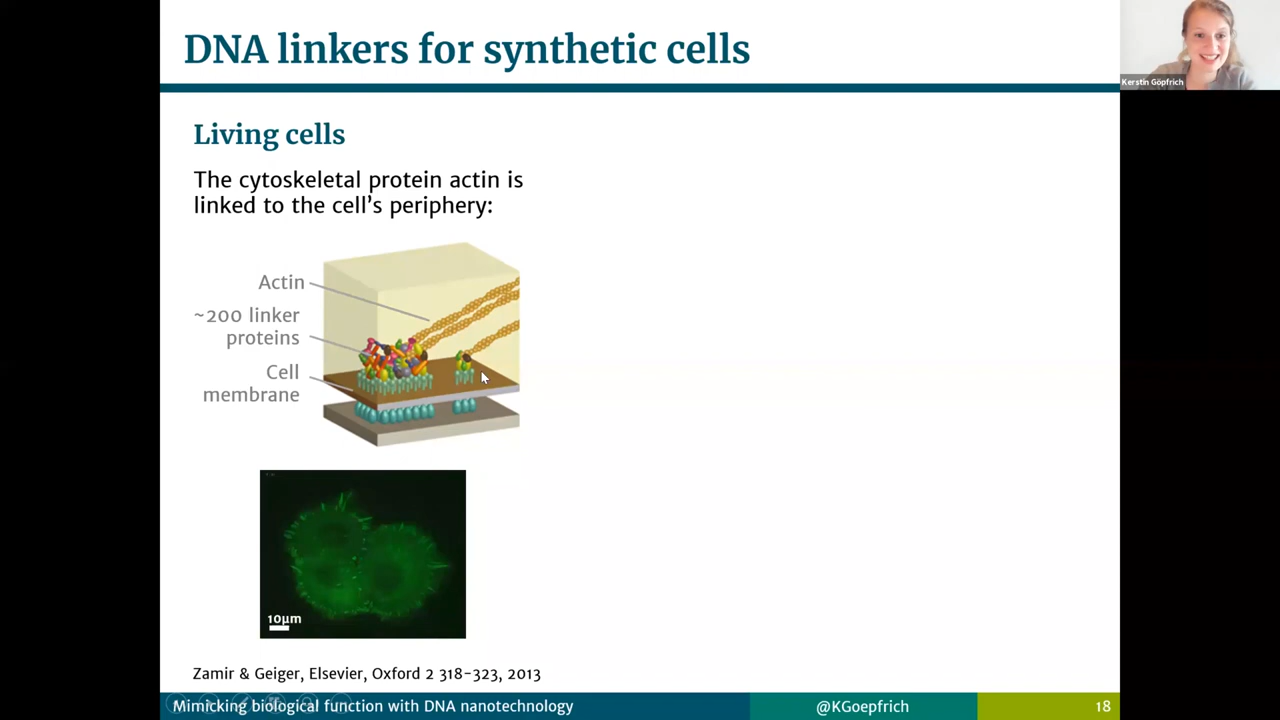 DNA linkers for synthetic cells
Kerstin Göpfrich
Living cells
The cytoskeletal protein actin is
linked to the cell’s periphery:
Actin
~200 linker
proteins
Cell
membrane
10μm
Zamir & Geiger, Elsevier, Oxford 2 318-323, 2013
Mimicking biological function with DNA nanotechnology
@KGoepfrich
18